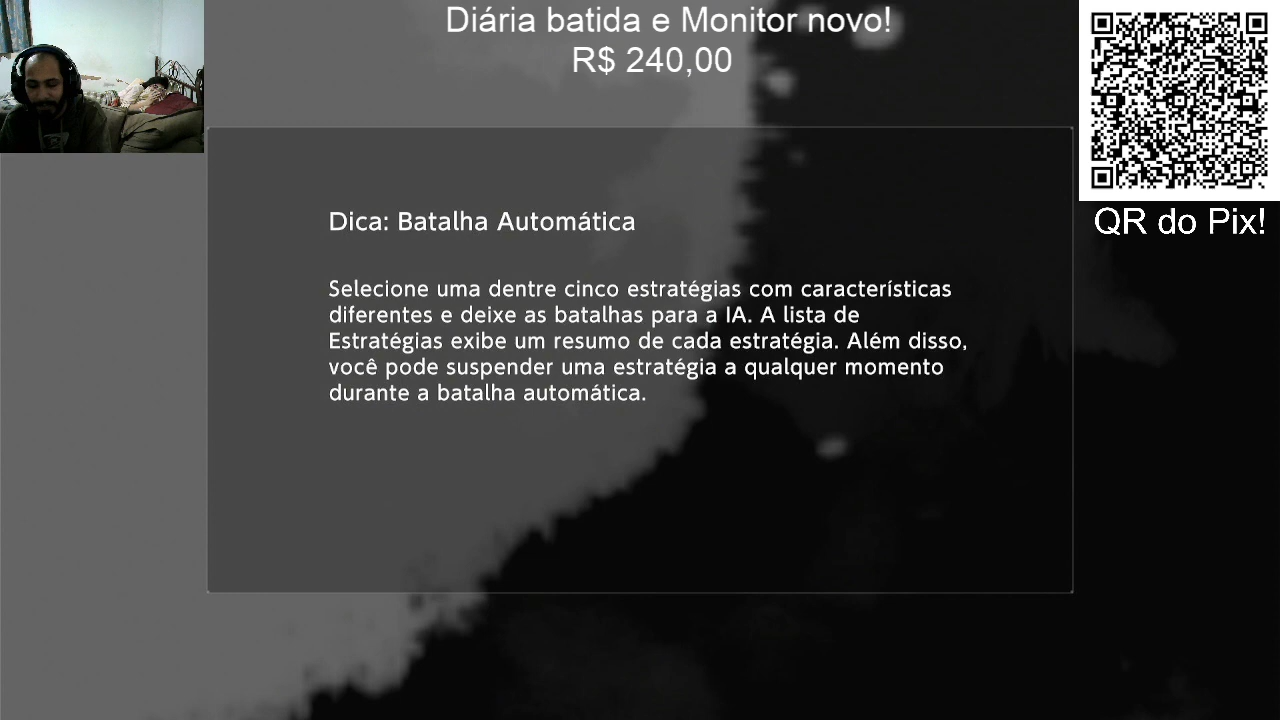 Diária batida e Monitor novo!
R$ 240,00
QR do Pix!
Dica: Batalha Automática
Selecione uma dentre cinco estratégias com características
diferentes e deixe as batalhas para a IA. A lista de
Estratégias exibe um resumo de cada estratégia. Além disso,
você pode suspender uma estratégia a qualquer momento
durante a batalha automática.